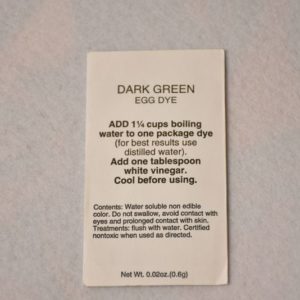 DARK GREEN
EGG DYE
ADD 1¼ cups boiling
water to one package dye
(for best results use
distilled water).
Add one tablespoon
white vinegar.
Cool before using.
Contents: Water soluble non edible
color. Do not swallow, avoid contact with
eyes and prolonged contact with skin.
Treatments: flush with water. Certified
nontoxic when used as directed.
Net Wt. 0.02oz.(0.6g)